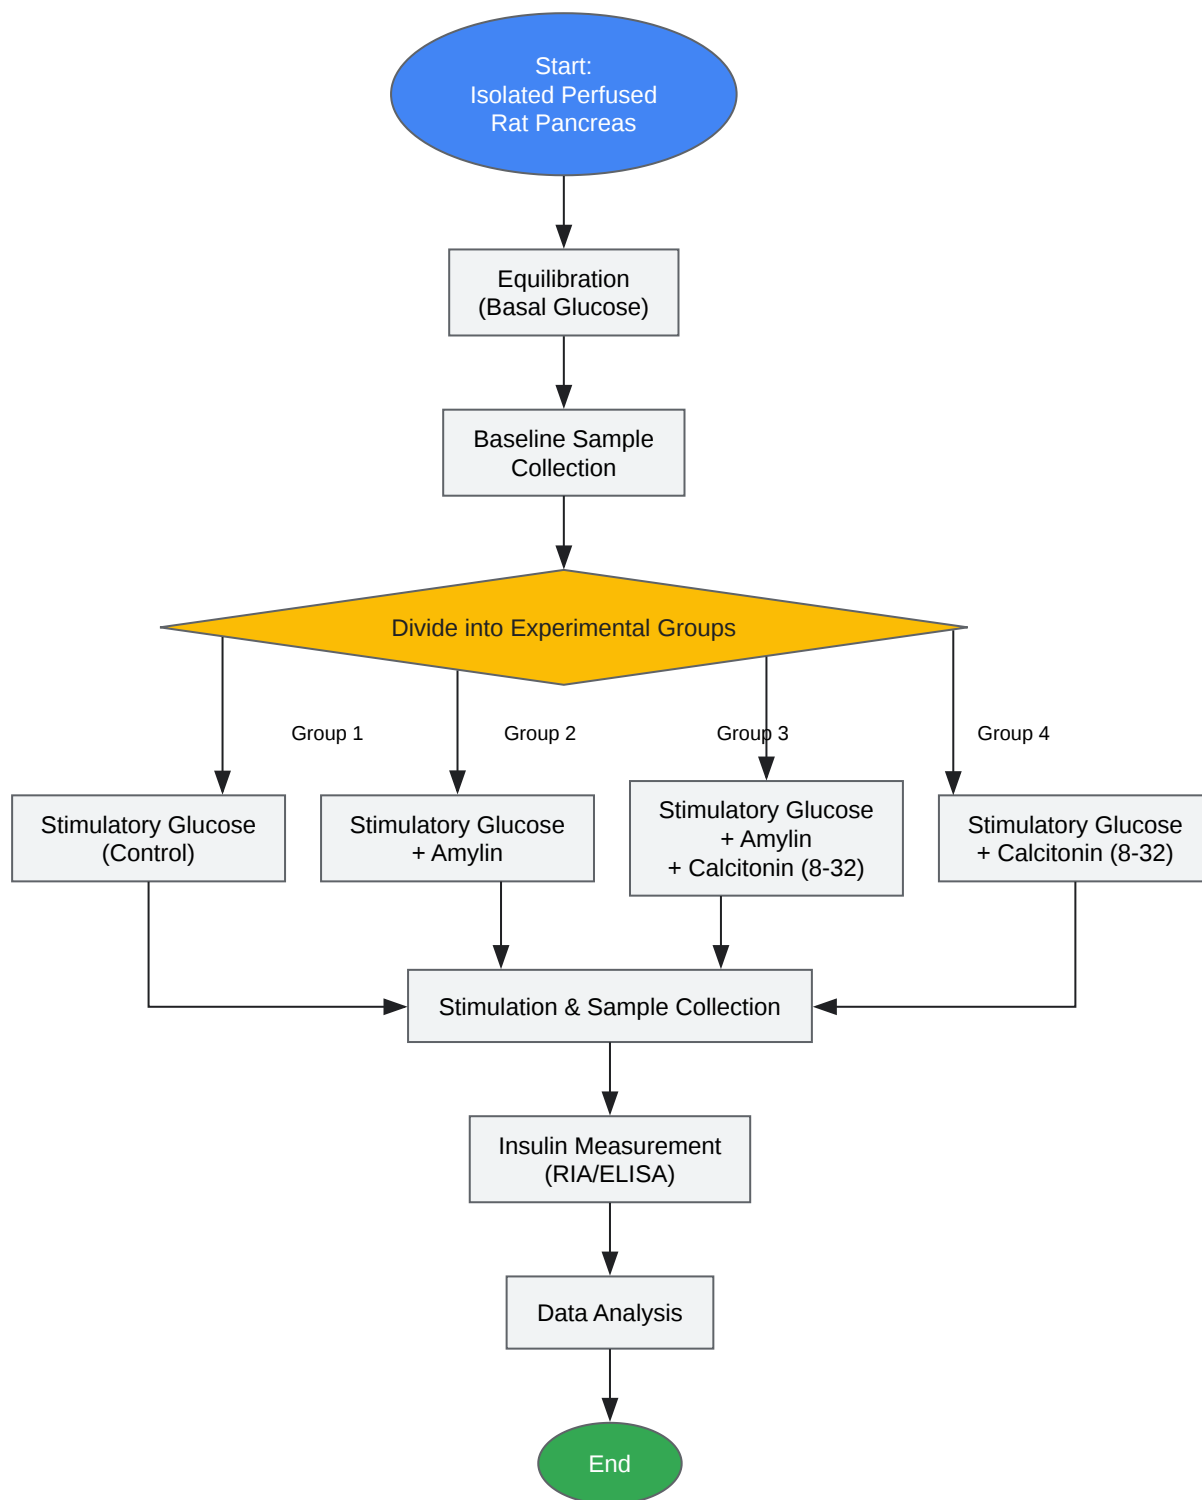 Start:
Isolated Perfused
Rat Pancreas
Equilibration
(Basal Glucose)
Baseline Sample
Collection
Divide into Experimental Groups
Group 1
Group 2
Group 3
Group 4
Stimulatory Glucose
(Control)
Stimulatory Glucose
+ Amylin
Stimulatory Glucose
+ Amylin
+ Calcitonin (8-32)
Stimulatory Glucose
+ Calcitonin (8-32)
Stimulation & Sample Collection
Insulin Measurement
(RIA/ELISA)
Data Analysis
End